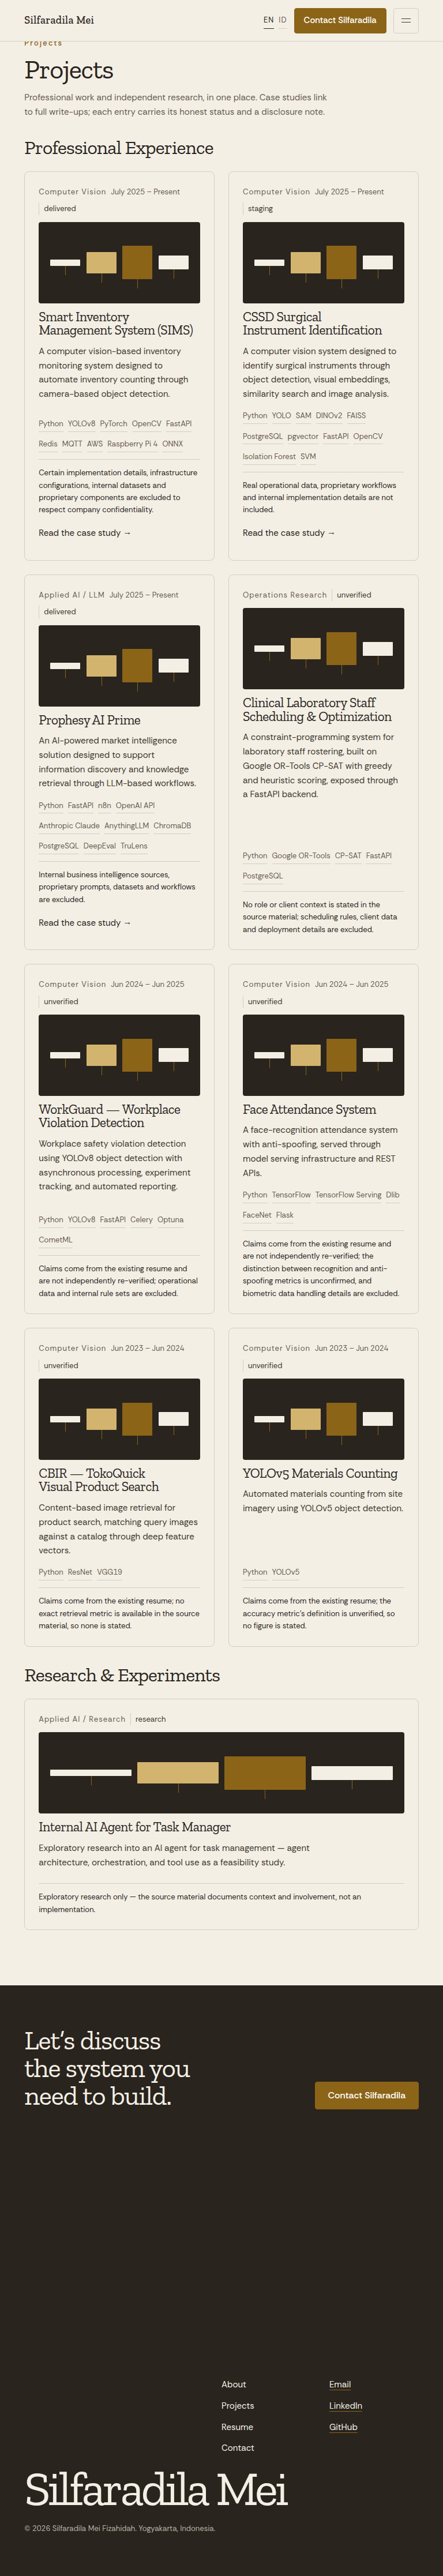 Silfaradila Mei
EN ID
Contact Silfaradila
Projects
Projects
Professional work and independent research, in one place. Case studies link
to full write-ups; each entry carries its honest status and a disclosure note.
Professional Experience
Computer Vision July 2025 – Present
delivered
Smart Inventory
Management System (SIMS)
A computer vision-based inventory
monitoring system designed to
automate inventory counting through
camera-based object detection.
Python YOLOv8 PyTorch OpenCV FastAPI
Redis MQTT AWS Raspberry Pi 4 ONNX
Certain implementation details, infrastructure
configurations, internal datasets and
proprietary components are excluded to
respect company confidentiality.
Read the case study →
Computer Vision July 2025 – Present
staging
CSSD Surgical
Instrument Identification
A computer vision system designed to
identify surgical instruments through
object detection, visual embeddings,
similarity search and image analysis.
Python YOLO SAM DINOv2 FAISS
PostgreSQL pgvector FastAPI OpenCV
Isolation Forest SVM
Real operational data, proprietary workflows
and internal implementation details are not
included.
Read the case study →
Applied AI / LLM July 2025 – Present
delivered
Prophesy AI Prime
An AI-powered market intelligence
solution designed to support
information discovery and knowledge
retrieval through LLM-based workflows.
Python FastAPI n8n OpenAI API
Anthropic Claude AnythingLLM ChromaDB
PostgreSQL DeepEval TruLens
Internal business intelligence sources,
proprietary prompts, datasets and workflows
are excluded.
Read the case study →
Operations Research unverified
Clinical Laboratory Staff
Scheduling & Optimization
A constraint-programming system for
laboratory staff rostering, built on
Google OR-Tools CP-SAT with greedy
and heuristic scoring, exposed through
a FastAPI backend.
Python Google OR-Tools CP-SAT FastAPI
PostgreSQL
No role or client context is stated in the
source material; scheduling rules, client data
and deployment details are excluded.
Computer Vision Jun 2024 – Jun 2025
unverified
WorkGuard — Workplace
Violation Detection
Workplace safety violation detection
using YOLOv8 object detection with
asynchronous processing, experiment
tracking, and automated reporting.
Python YOLOv8 FastAPI Celery Optuna
CometML
Claims come from the existing resume and
are not independently re-verified; operational
data and internal rule sets are excluded.
Computer Vision Jun 2024 – Jun 2025
unverified
Face Attendance System
A face-recognition attendance system
with anti-spoofing, served through
model serving infrastructure and REST
APIs.
Python TensorFlow TensorFlow Serving Dlib
FaceNet Flask
Claims come from the existing resume and
are not independently re-verified; the
distinction between recognition and anti-
spoofing metrics is unconfirmed, and
biometric data handling details are excluded.
Computer Vision Jun 2023 – Jun 2024
unverified
CBIR — TokoQuick
Visual Product Search
Content-based image retrieval for
product search, matching query images
against a catalog through deep feature
vectors.
Python ResNet VGG19
Claims come from the existing resume; no
exact retrieval metric is available in the source
material, so none is stated.
Computer Vision Jun 2023 – Jun 2024
unverified
YOLOv5 Materials Counting
Automated materials counting from site
imagery using YOLOv5 object detection.
Python YOLOv5
Claims come from the existing resume; the
accuracy metric's definition is unverified, so
no figure is stated.
Research & Experiments
Applied AI / Research research
Internal AI Agent for Task Manager
Exploratory research into an AI agent for task management — agent
architecture, orchestration, and tool use as a feasibility study.
Exploratory research only — the source material documents context and involvement, not an
implementation.
Let's discuss
the system you
need to build.
Contact Silfaradila
About
Projects
Resume
Contact
Email
LinkedIn
GitHub
Silfaradila Mei
© 2026 Silfaradila Mei Fizahidah. Yogyakarta, Indonesia.